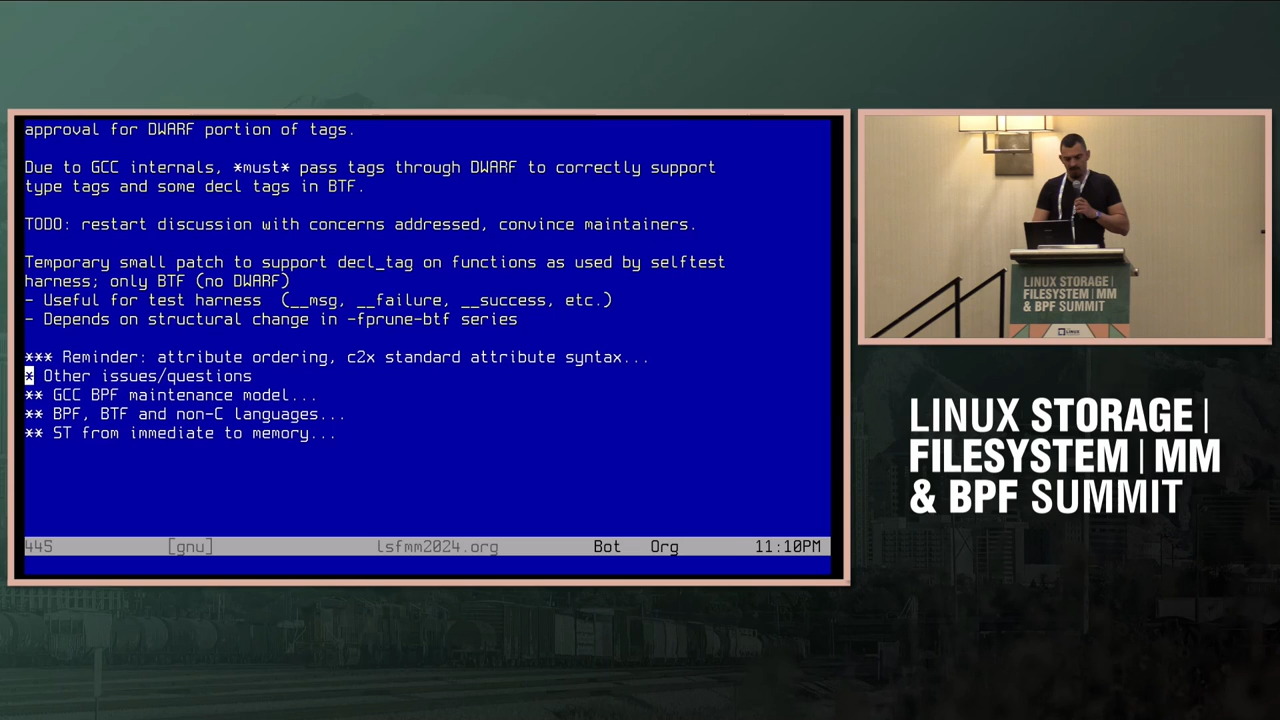 approval for DWARF portion of tags.
Due to GCC internals, *must* pass tags through DWARF to correctly support
type tags and some decl tags in BTF.
TODO: restart discussion with concerns addressed, convince maintainers.
Temporary small patch to support decl_tag on functions as used by selftest
harness; only BTF (no DWARF)
- Useful for test harness  (__msg, __failure, __success, etc.)
- Depends on structural change in -fprune-btf series
*** Reminder: attribute ordering, c2x standard attribute syntax...
* Other issues/questions
** GCC BPF maintenance model...
** BPF, BTF and non-C languages...
** ST from immediate to memory...
445 [gnu] lsfmm2024.org Bot Org 11:10PM
LINUX STORAGE|
FILESYSTEM|MM
& BPF SUMMIT
LINUX
LINUX STORAGE|
FILESYSTEM|MM
& BPF SUMMIT